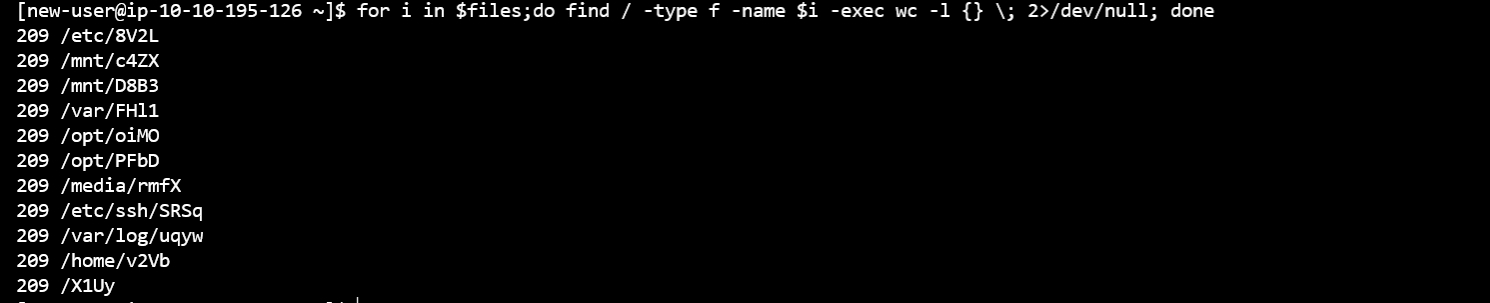 [new-user@ip-10-10-195-126 ~]$ for i in $files;do find / -type f -name $i -exec wc -l {} \; 2>/dev/null; done
209 /etc/8V2L
209 /mnt/c4ZX
209 /mnt/D8B3
209 /var/FHl1
209 /opt/oiMO
209 /opt/PFbD
209 /media/rmfX
209 /etc/ssh/SRSq
209 /var/log/uqyw
209 /home/v2Vb
209 /X1Uy